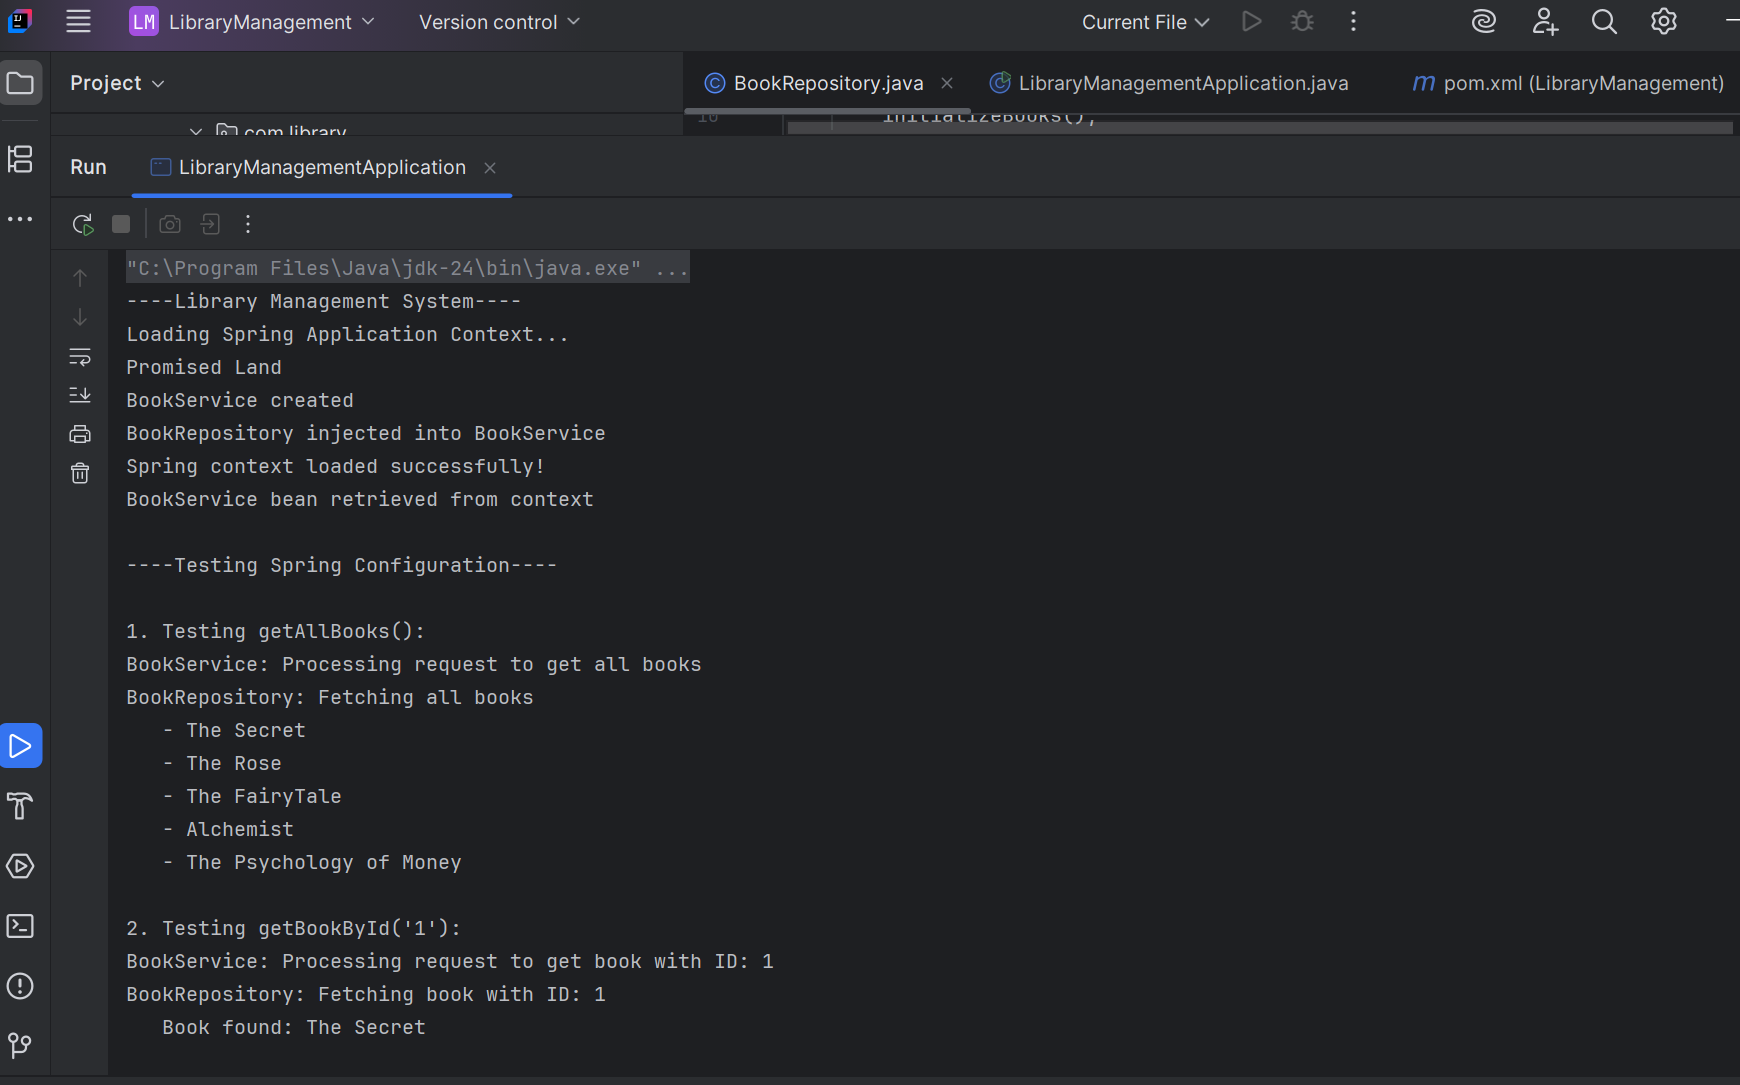 LM LibraryManagement Version control Current File
Project BookRepository.java LibraryManagementApplication.java pom.xml (LibraryManagement)
com.library 10 initializeBooks();
Run LibraryManagementApplication
"C:\Program Files\Java\jdk-24\bin\java.exe" ...
----Library Management System----
Loading Spring Application Context...
Promised Land
BookService created
BookRepository injected into BookService
Spring context loaded successfully!
BookService bean retrieved from context
----Testing Spring Configuration----
1. Testing getAllBooks():
BookService: Processing request to get all books
BookRepository: Fetching all books
- The Secret
- The Rose
- The FairyTale
- Alchemist
- The Psychology of Money
2. Testing getBookById('1'):
BookService: Processing request to get book with ID: 1
BookRepository: Fetching book with ID: 1
Book found: The Secret